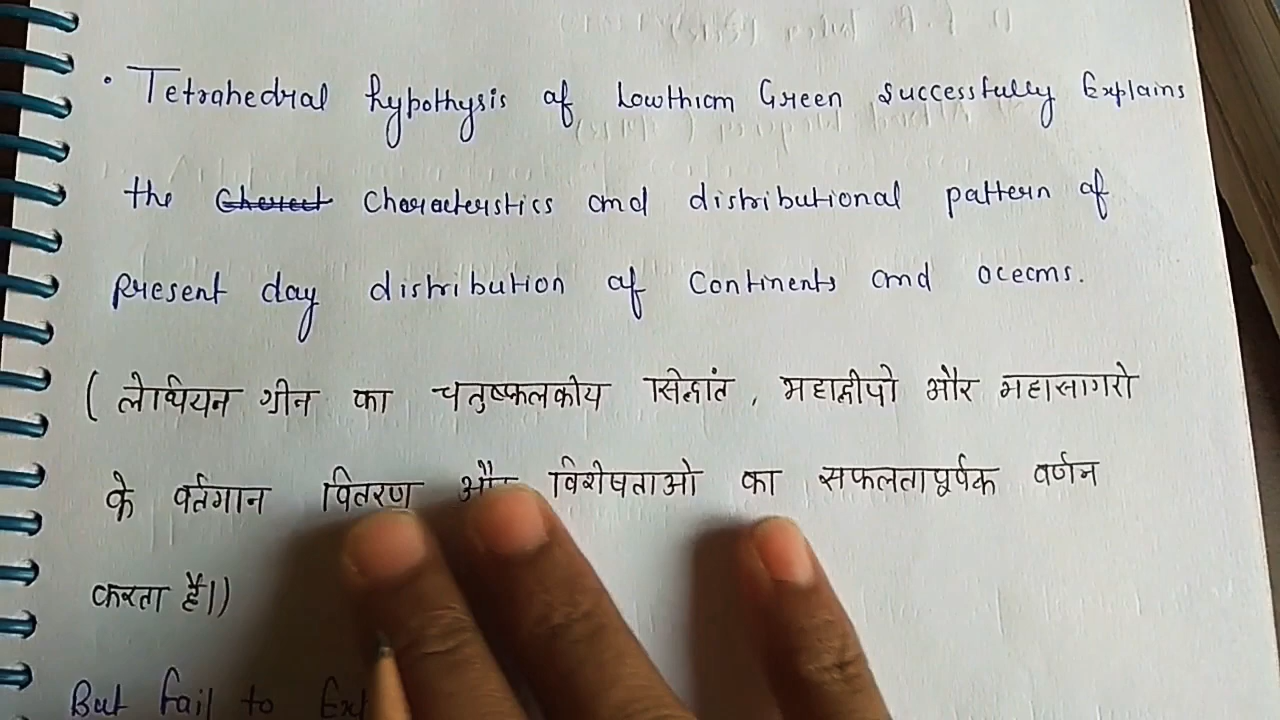 • Tetrahedral hypothysis of Lowthian Green successfully Explains
the characterstics and distributional pattern of
present day distribution of Continents and oceans.
( लोथियन ग्रीन का चतुष्फलकीय सिद्धांत , महाद्वीपो और महासागरो
के वर्तमान वितरण और विशेषताओ का सफलतापूर्वक वर्णन
करता है।)
But fail to